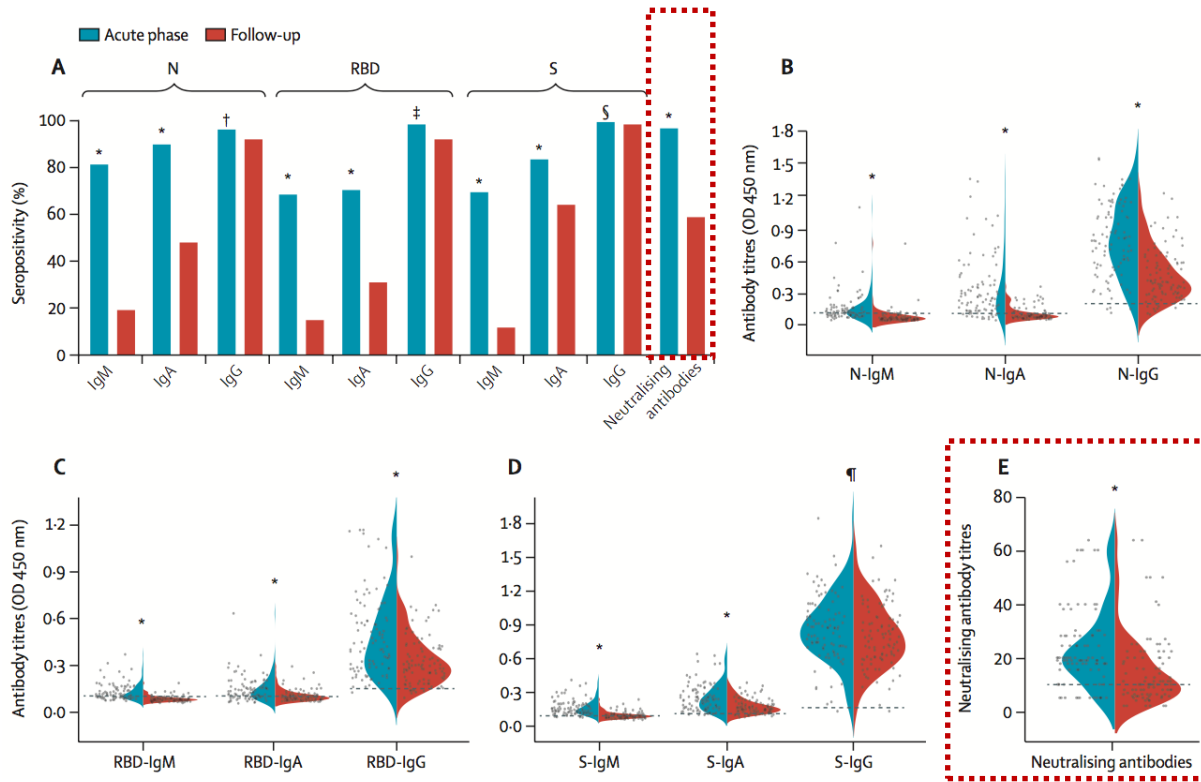 Acute phase Follow-up
A
N RBD S
* * † * * ‡ * * § *
Seropositivity (%)
100
80
60
40
20
0
IgM IgA IgG IgM IgA IgG IgM IgA IgG Neutralising antibodies
B
* * *
Antibody titres (OD 450 nm)
1·8
1·5
1·2
0·9
0·6
0·3
0
N-IgM N-IgA N-IgG
C
* * *
Antibody titres (OD 450 nm)
1·2
0·9
0·6
0·3
0·0
RBD-IgM RBD-IgA RBD-IgG
D
* * ¶
1·8
1·5
1·2
0·9
0·6
0·3
0·0
S-IgM S-IgA S-IgG
E
*
Neutralising antibody titres
80
60
40
20
0
Neutralising antibodies